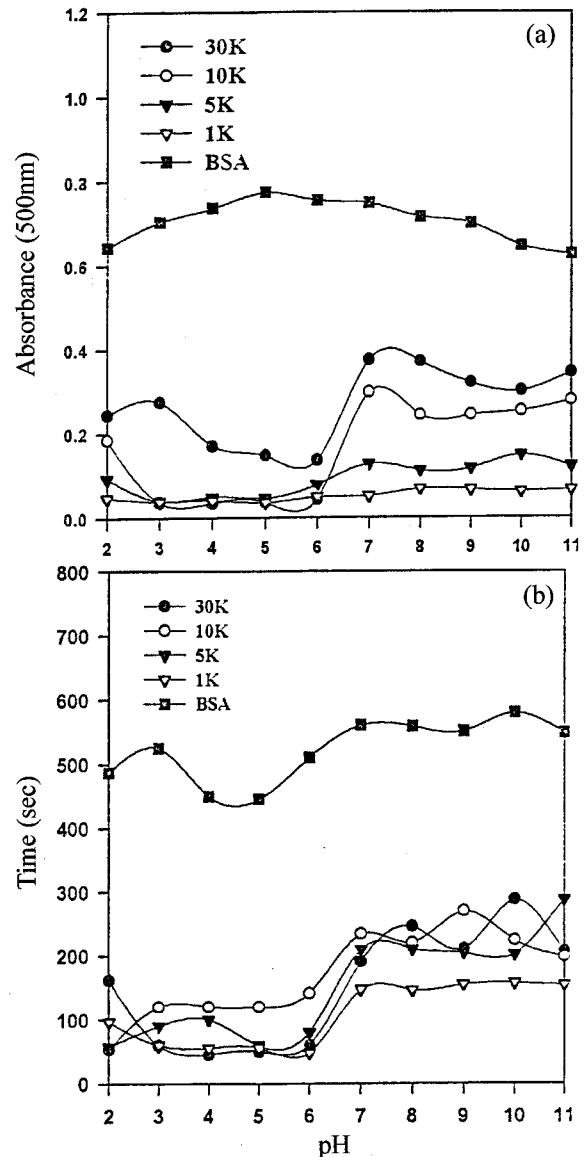 (a)
30K
10K
5K
1K
BSA
Absorbance (500nm)
1.2
1.0
0.3
0.6
0.4
0.2
0.0
2 3 4 5 6 7 8 9 10 11
(b)
30K
10K
5K
1K
BSA
Time (sec)
800
700
600
500
400
300
200
100
0
2 3 4 5 6 7 8 9 10 11
pH